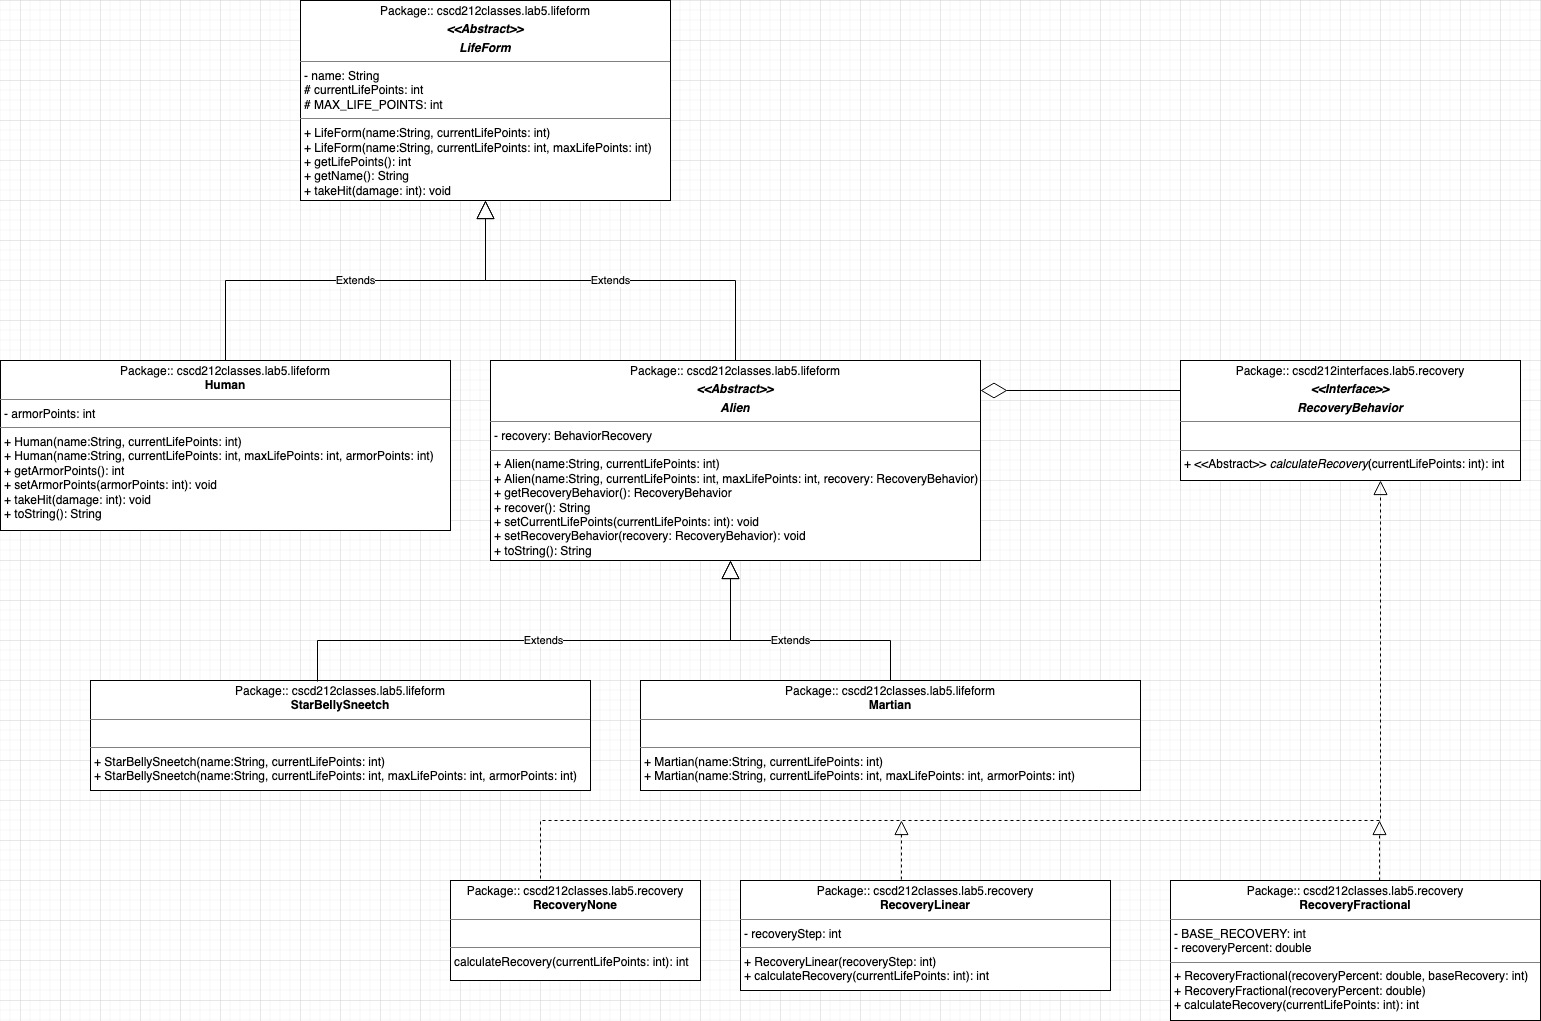 Package:: cscd212classes.lab5.lifeform
<<Abstract>>
LifeForm
- name: String
# currentLifePoints: int
# MAX_LIFE_POINTS: int
+ LifeForm(name:String, currentLifePoints: int)
+ LifeForm(name:String, currentLifePoints: int, maxLifePoints: int)
+ getLifePoints(): int
+ getName(): String
+ takeHit(damage: int): void
Extends
Extends
Package:: cscd212classes.lab5.lifeform
Human
- armorPoints: int
+ Human(name:String, currentLifePoints: int)
+ Human(name:String, currentLifePoints: int, maxLifePoints: int, armorPoints: int)
+ getArmorPoints(): int
+ setArmorPoints(armorPoints: int): void
+ takeHit(damage: int): void
+ toString(): String
Package:: cscd212classes.lab5.lifeform
<<Abstract>>
Alien
- recovery: BehaviorRecovery
+ Alien(name:String, currentLifePoints: int)
+ Alien(name:String, currentLifePoints: int, maxLifePoints: int, recovery: RecoveryBehavior)
+ getRecoveryBehavior(): RecoveryBehavior
+ recover(): String
+ setCurrentLifePoints(currentLifePoints: int): void
+ setRecoveryBehavior(recovery: RecoveryBehavior): void
+ toString(): String
Package:: cscd212interfaces.lab5.recovery
<<Interface>>
RecoveryBehavior
+ <<Abstract>> calculateRecovery(currentLifePoints: int): int
Extends
Extends
Package:: cscd212classes.lab5.lifeform
StarBellySneetch
+ StarBellySneetch(name:String, currentLifePoints: int)
+ StarBellySneetch(name:String, currentLifePoints: int, maxLifePoints: int, armorPoints: int)
Package:: cscd212classes.lab5.lifeform
Martian
+ Martian(name:String, currentLifePoints: int)
+ Martian(name:String, currentLifePoints: int, maxLifePoints: int, armorPoints: int)
Package:: cscd212classes.lab5.recovery
RecoveryNone
calculateRecovery(currentLifePoints: int): int
Package:: cscd212classes.lab5.recovery
RecoveryLinear
- recoveryStep: int
+ RecoveryLinear(recoveryStep: int)
+ calculateRecovery(currentLifePoints: int): int
Package:: cscd212classes.lab5.recovery
RecoveryFractional
- BASE_RECOVERY: int
- recoveryPercent: double
+ RecoveryFractional(recoveryPercent: double, baseRecovery: int)
+ RecoveryFractional(recoveryPercent: double)
+ calculateRecovery(currentLifePoints: int): int